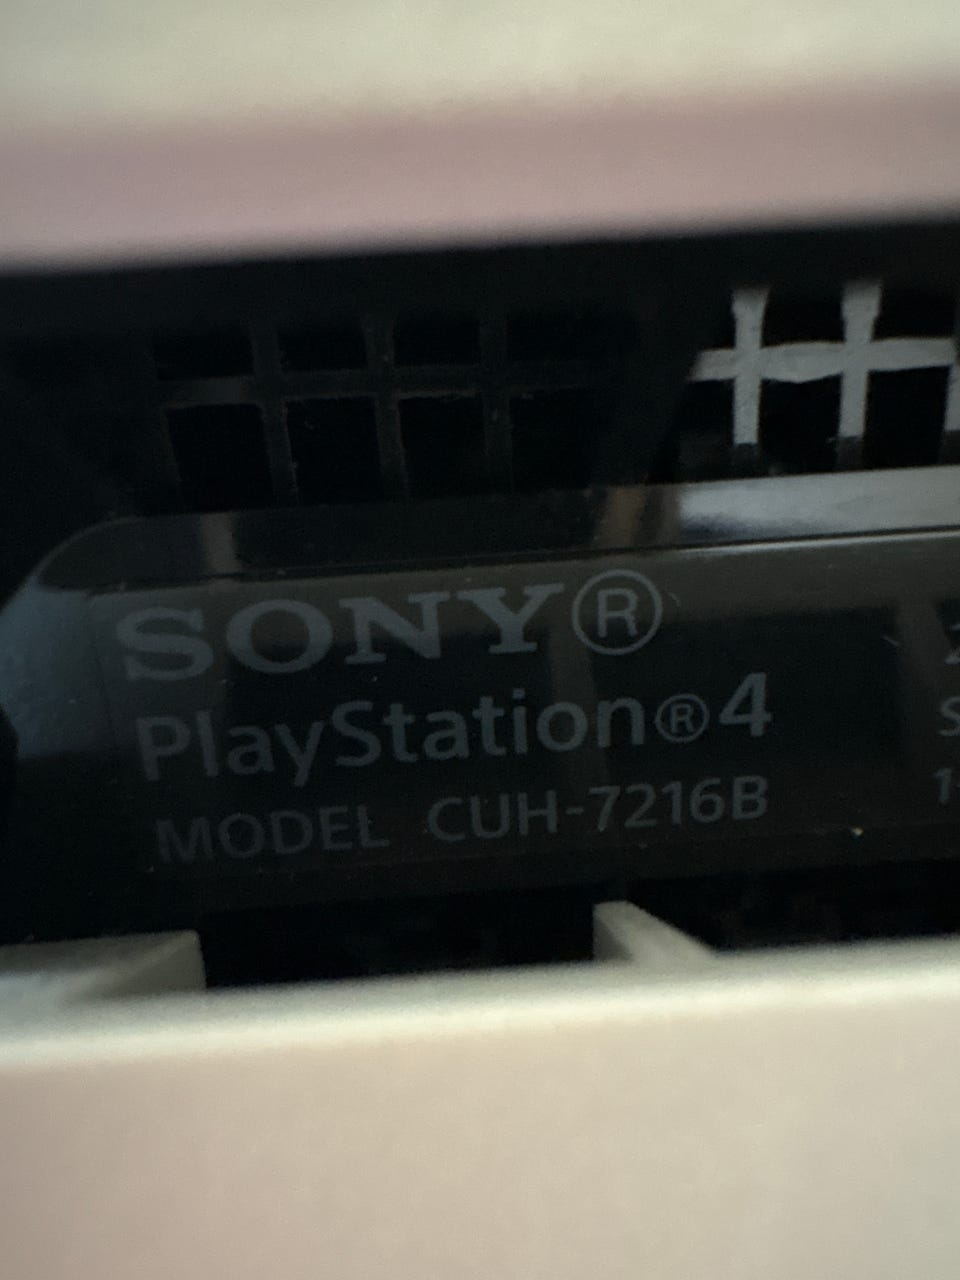 SONY®
PlayStation®4
MODEL CUH-7216B